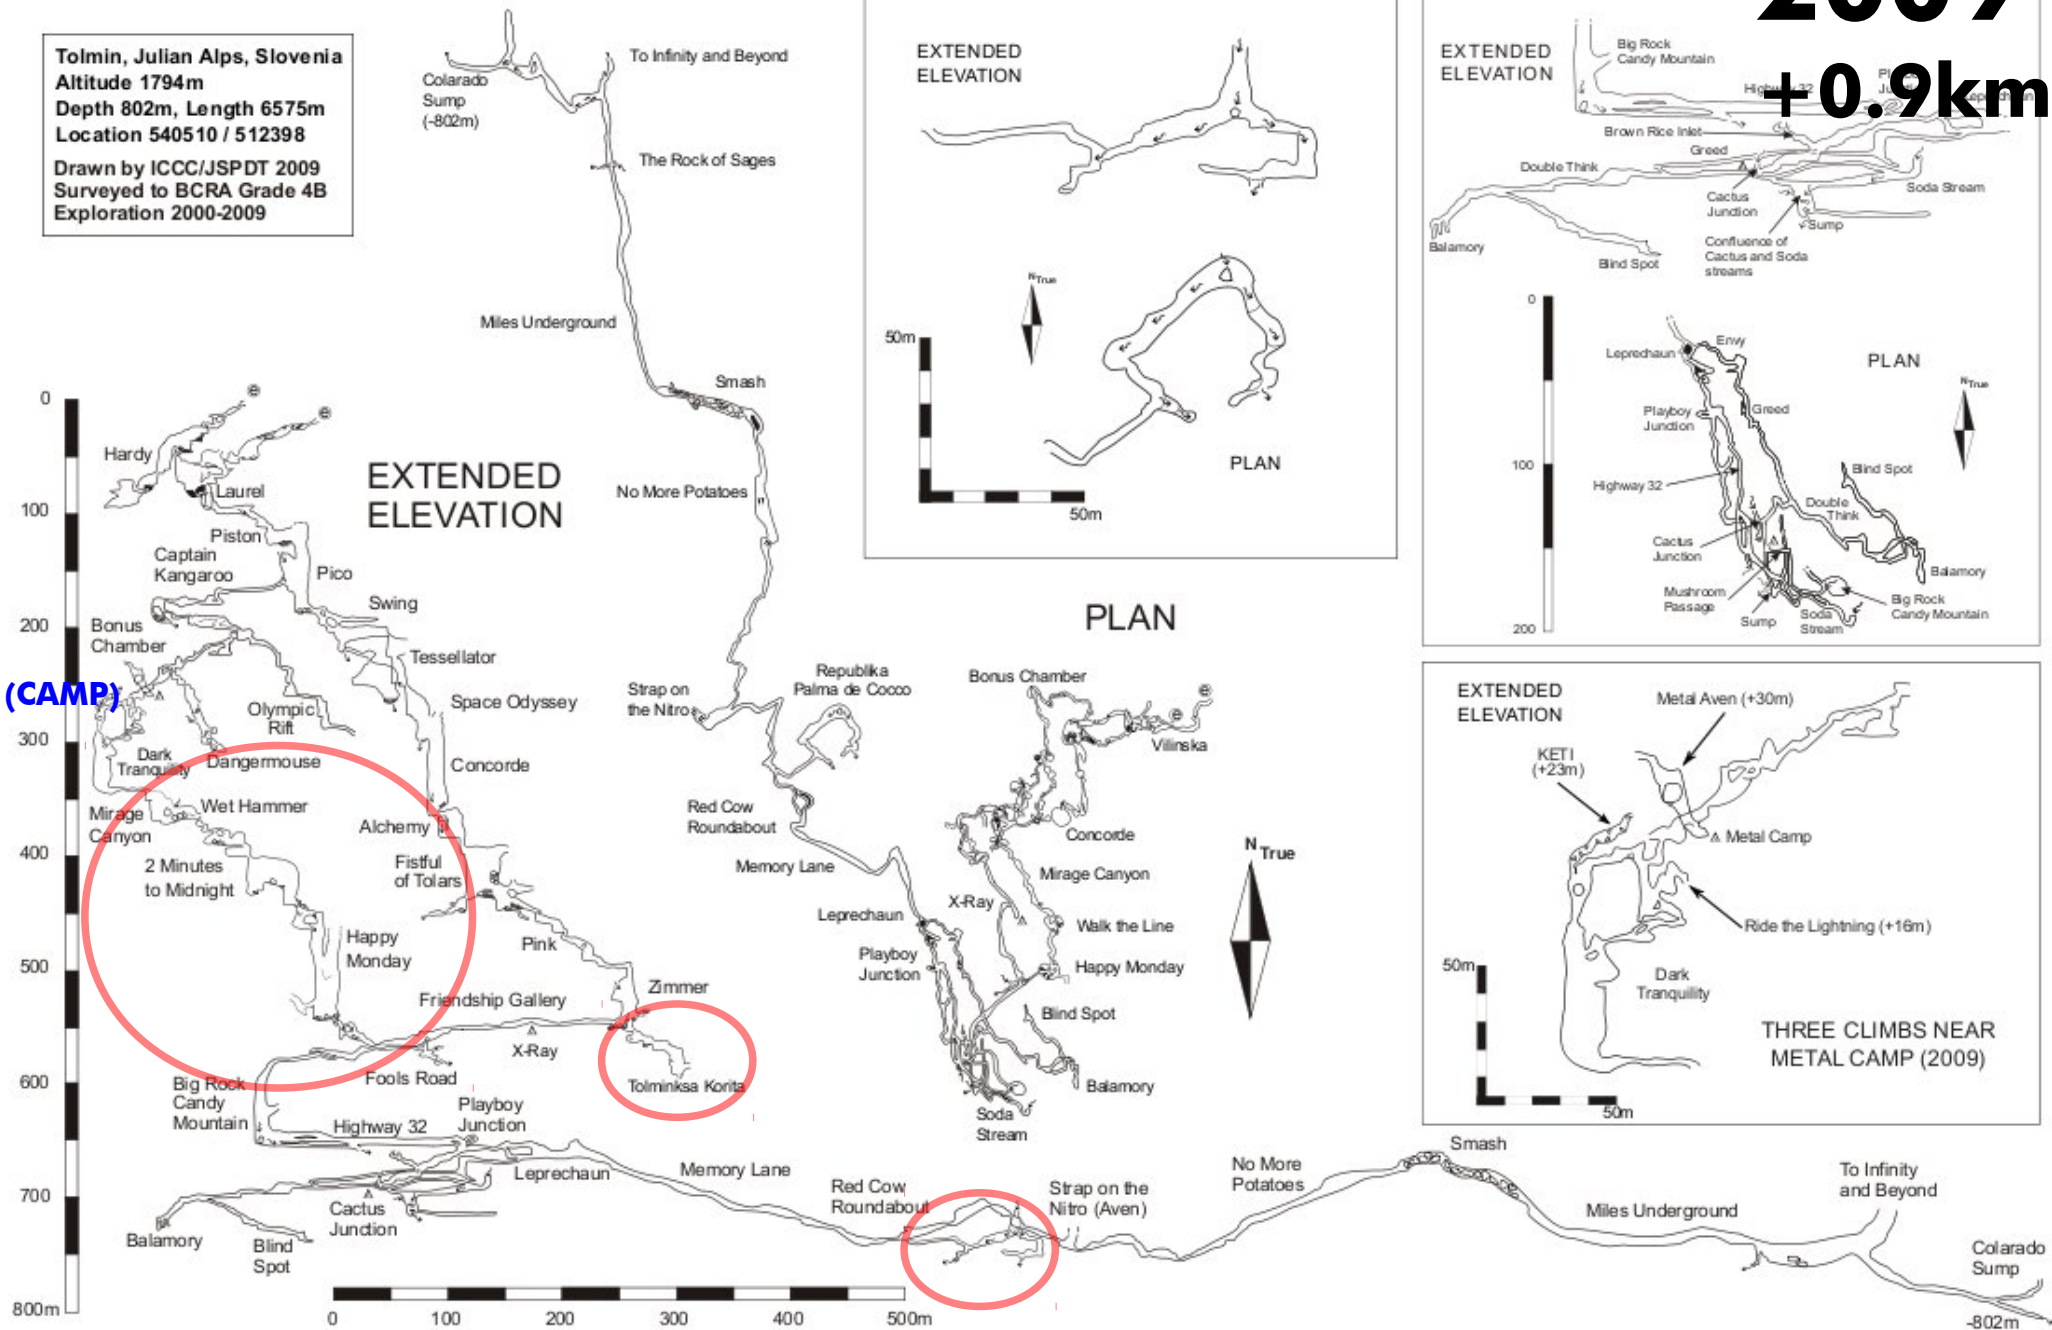 2009
+0.9km
Tolmin, Julian Alps, Slovenia
Altitude 1794m
Depth 802m, Length 6575m
Location 540510 / 512398
Drawn by ICCC/JSPDT 2009
Surveyed to BCRA Grade 4B
Exploration 2000-2009
Colarado
Sump
(-802m)
To Infinity and Beyond
The Rock of Sages
Miles Underground
Smash
No More Potatoes
Strap on
the Nitro
Republika
Palma de Cocco
Red Cow
Roundabout
Memory Lane
Leprechaun
Playboy
Junction
PLAN
Bonus Chamber
e
e
Vilinska
Concorde
Mirage Canyon
X-Ray
Walk the Line
Happy Monday
Blind Spot
Balamory
Soda
Stream
N
True
EXTENDED
ELEVATION
0
100
200
300
400
500
600
700
800m
e
e
Hardy
Laurel
Piston
Captain
Kangaroo
Pico
Swing
Bonus
Chamber
(CAMP)
Tessellator
Space Odyssey
Olympic
Rift
Dark
Tranquility
Dangermouse
Concorde
Mirage
Canyon
Wet Hammer
Alchemy
2 Minutes
to Midnight
Fistful
of Tolars
Happy
Monday
Pink
Zimmer
Friendship Gallery
X-Ray
Fools Road
Tolminksa Korita
Big Rock
Candy
Mountain
Highway 32
Playboy
Junction
Leprechaun
Memory Lane
Cactus
Junction
Balamory
Blind
Spot
Red Cow
Roundabout
Strap on the
Nitro (Aven)
No More
Potatoes
Smash
Miles Underground
To Infinity
and Beyond
Colarado
Sump
-802m
0
100
200
300
400
500m
EXTENDED
ELEVATION
N
True
50m
50m
PLAN
EXTENDED
ELEVATION
Big Rock
Candy Mountain
Highway 32
Brown Rice Inlet
Greed
Double Think
Cactus
Junction
Soda Stream
Sump
Confluence of
Cactus and Soda
streams
Balamory
Blind Spot
0
100
200
PLAN
N
True
Leprechaun
Envy
Playboy
Junction
Greed
Highway 32
Blind Spot
Double
Think
Cactus
Junction
Balamory
Mushroom
Passage
Big Rock
Candy Mountain
Sump
Soda
Stream
EXTENDED
ELEVATION
Metal Aven (+30m)
KETI
(+23m)
Metal Camp
Ride the Lightning (+16m)
Dark
Tranquility
50m
50m
THREE CLIMBS NEAR
METAL CAMP (2009)